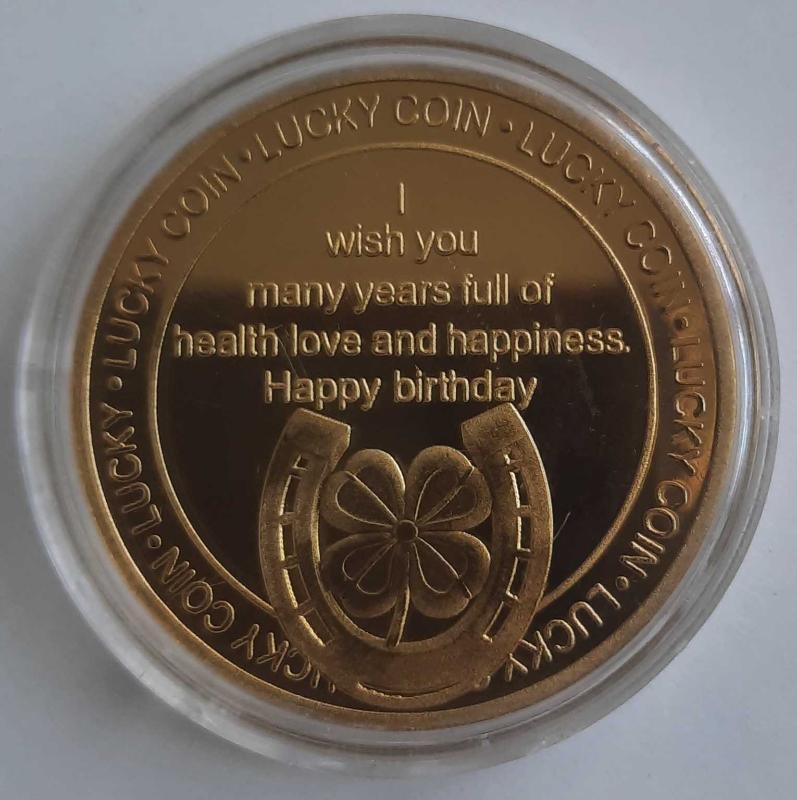 LUCKY COIN • LUCKY • LUCKY COIN • LUCKY COIN • LUCKY COIN • LUCKY COIN • LUCKY
I
wish you
many years full of
health love and happiness.
Happy birthday